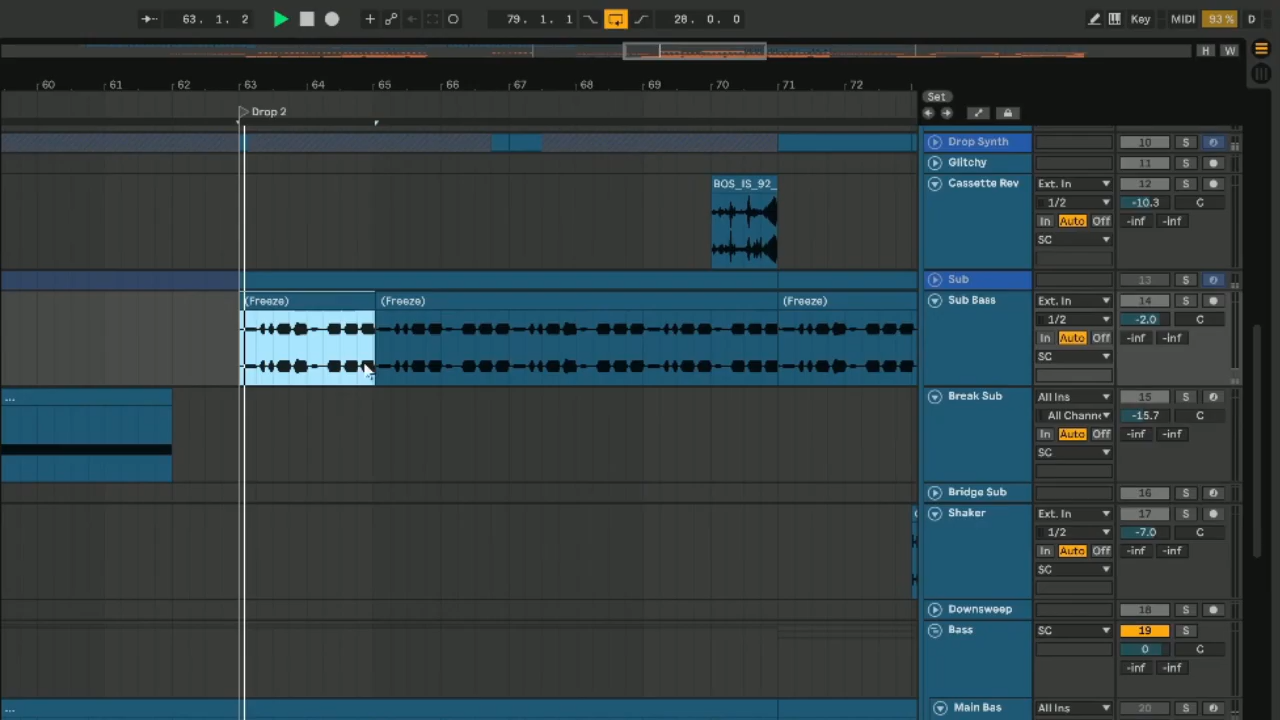 63. 1. 2 79. 1. 1 28. 0. 0 Key MIDI 93 % D
H W
60 61 62 63 64 65 66 67 68 69 70 71 72
Set
Drop 2
Drop Synth 10 S
Glitchy 11 S
BOS_IS_92_ Cassette Rev Ext. In 12 S
1/2 -10.3 C
In Auto Off -inf -inf
SC
Sub 13 S
(Freeze) (Freeze) (Freeze) Sub Bass Ext. In 14 S
1/2 -2.0 C
In Auto Off -inf -inf
SC
... Break Sub All Ins 15 S
All Channe -15.7 C
In Auto Off -inf -inf
SC
Bridge Sub 16 S
Shaker Ext. In 17 S
1/2 -7.0 C
In Auto Off -inf -inf
SC
Downsweep 18 S
Bass SC 19 S
0 C
-inf -inf
... Main Bas All Ins 20 S